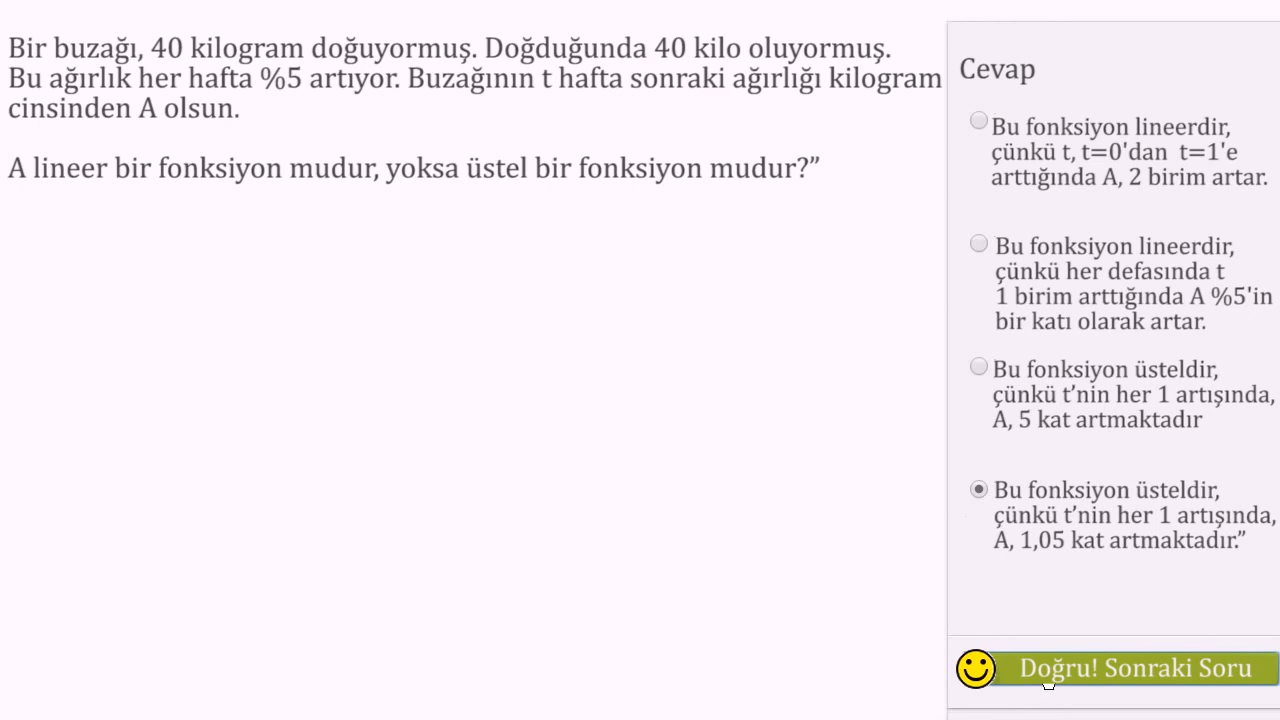 Bir buzağı, 40 kilogram doğuyormuş. Doğduğunda 40 kilo oluyormuş.
Bu ağırlık her hafta %5 artıyor. Buzağının t hafta sonraki ağırlığı kilogram
cinsinden A olsun.
A lineer bir fonksiyon mudur, yoksa üstel bir fonksiyon mudur?”
Cevap
Bu fonksiyon lineerdir,
çünkü t, t=0'dan t=1'e
arttığında A, 2 birim artar.
Bu fonksiyon lineerdir,
çünkü her defasında t
1 birim arttığında A %5'in
bir katı olarak artar.
Bu fonksiyon üsteldir,
çünkü t’nin her 1 artışında,
A, 5 kat artmaktadır
Bu fonksiyon üsteldir,
çünkü t’nin her 1 artışında,
A, 1,05 kat artmaktadır.”
Doğru! Sonraki Soru